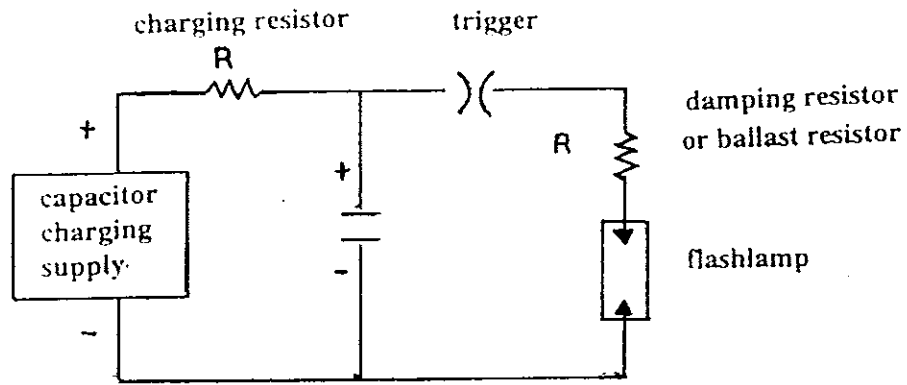 charging resistor
trigger
R
damping resistor
or ballast resistor
+
R
+
capacitor
charging
supply
-
flashlamp
-